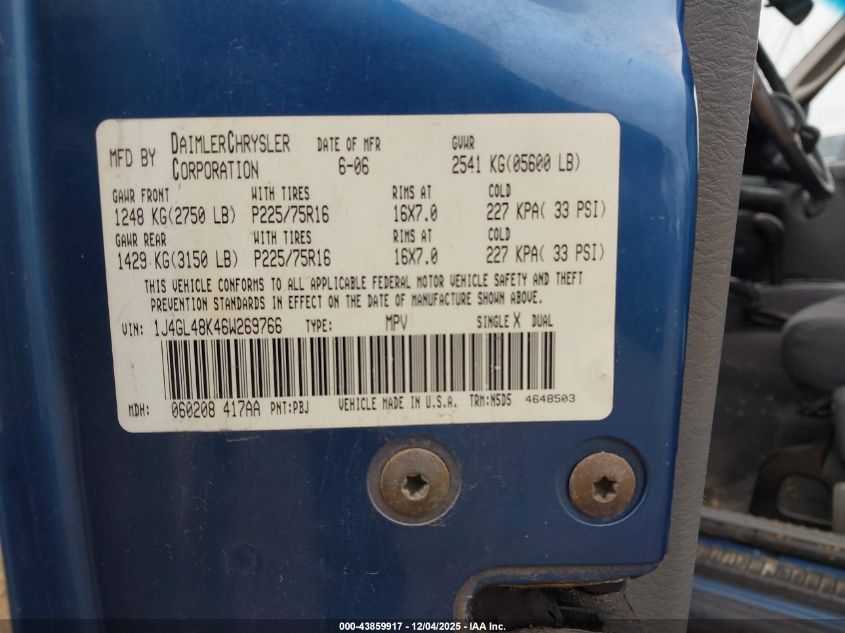 MFD BY DAIMLERCHRYSLER CORPORATION DATE OF MFR 6-06 GVWR 2541 KG(05600 LB)
GAWR FRONT WITH TIRES RIMS AT COLD
1248 KG(2750 LB) P225/75R16 16X7.0 227 KPA( 33 PSI)
GAWR REAR WITH TIRES RIMS AT COLD
1429 KG(3150 LB) P225/75R16 16X7.0 227 KPA( 33 PSI)
THIS VEHICLE CONFORMS TO ALL APPLICABLE FEDERAL MOTOR VEHICLE SAFETY AND THEFT
PREVENTION STANDARDS IN EFFECT ON THE DATE OF MANUFACTURE SHOWN ABOVE.
VIN: 1J4GL48K46W269766 TYPE: MPV SINGLE X DUAL
MDH: 060208 417AA PNT:PBJ VEHICLE MADE IN U.S.A. TRM:N5D5 4648503
000-43859917 - 12/04/2025 - IAA Inc.